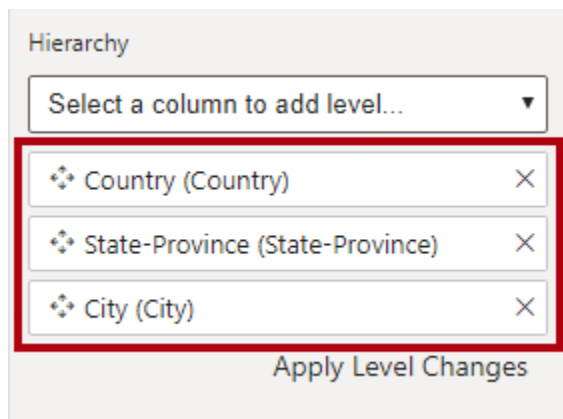 Hierarchy
Select a column to add level...
Country (Country)
State-Province (State-Province)
City (City)
Apply Level Changes